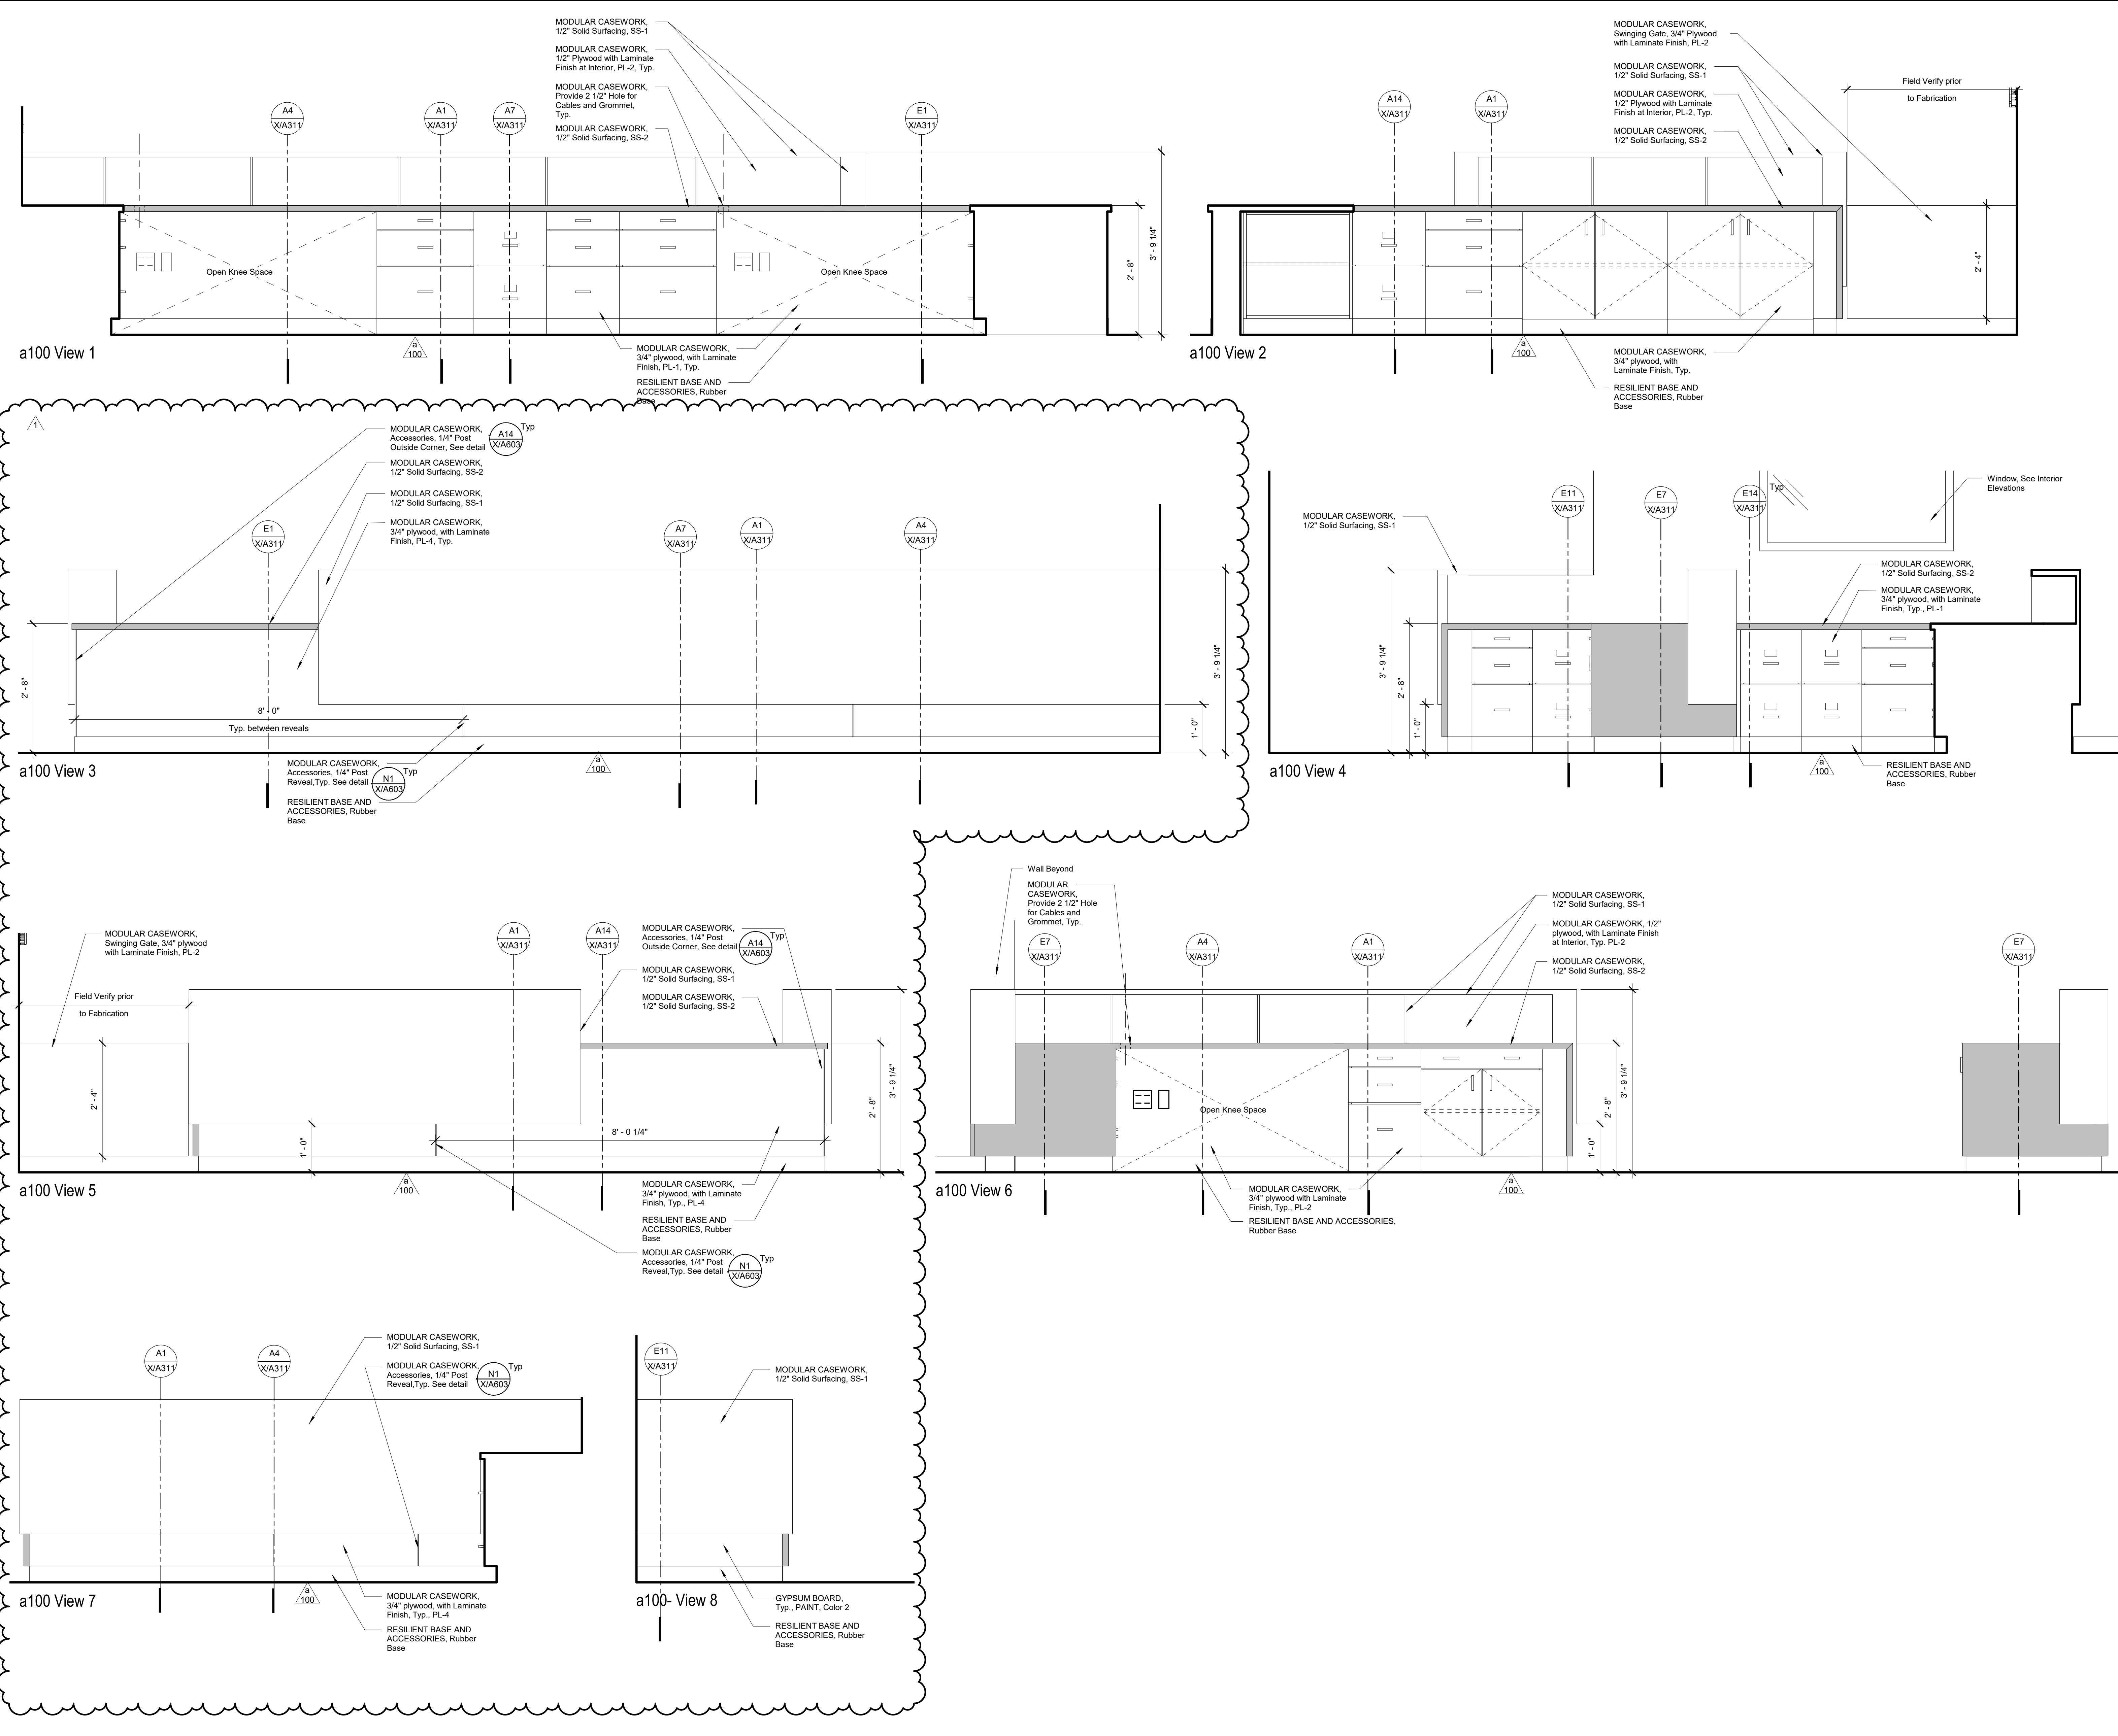 MODULAR CASEWORK,
1/2" Solid Surfacing, SS-1
MODULAR CASEWORK,
1/2" Plywood with Laminate
Finish at Interior, PL-2, Typ.
MODULAR CASEWORK,
Provide 2 1/2" Hole for
Cables and Grommet,
Typ.
MODULAR CASEWORK,
1/2" Solid Surfacing, SS-2
A4
X/A311
A1
X/A311
A7
X/A311
E1
X/A311
Open Knee Space
Open Knee Space
2' - 8"
3' - 9 1/4"
a100 View 1
a
100
MODULAR CASEWORK,
3/4" plywood, with Laminate
Finish, PL-1, Typ.
RESILIENT BASE AND
ACCESSORIES, Rubber
Base
MODULAR CASEWORK,
Swinging Gate, 3/4" Plywood
with Laminate Finish, PL-2
MODULAR CASEWORK,
1/2" Solid Surfacing, SS-1
MODULAR CASEWORK,
1/2" Plywood with Laminate
Finish at Interior, PL-2, Typ.
MODULAR CASEWORK,
1/2" Solid Surfacing, SS-2
Field Verify prior
to Fabrication
A14
X/A311
A1
X/A311
2' - 4"
a100 View 2
a
100
MODULAR CASEWORK,
3/4" plywood, with
Laminate Finish, Typ.
RESILIENT BASE AND
ACCESSORIES, Rubber
Base
1
MODULAR CASEWORK,
Accessories, 1/4" Post
Outside Corner, See detail
A14
X/A603
Typ
MODULAR CASEWORK,
1/2" Solid Surfacing, SS-2
MODULAR CASEWORK,
1/2" Solid Surfacing, SS-1
MODULAR CASEWORK,
3/4" plywood, with Laminate
Finish, PL-4, Typ.
E1
X/A311
A7
X/A311
A1
X/A311
A4
X/A311
2' - 8"
8' - 0"
Typ. between reveals
1' - 0"
3' - 9 1/4"
a100 View 3
a
100
MODULAR CASEWORK,
Accessories, 1/4" Post
Reveal,Typ. See detail
N1
X/A603
Typ
RESILIENT BASE AND
ACCESSORIES, Rubber
Base
E11
X/A311
E7
X/A311
E14
X/A311
Typ
Window, See Interior
Elevations
MODULAR CASEWORK,
1/2" Solid Surfacing, SS-1
MODULAR CASEWORK,
1/2" Solid Surfacing, SS-2
MODULAR CASEWORK,
3/4" plywood, with Laminate
Finish, Typ., PL-1
3' - 9 1/4"
2' - 8"
1' - 0"
a100 View 4
a
100
RESILIENT BASE AND
ACCESSORIES, Rubber
Base
MODULAR CASEWORK,
Swinging Gate, 3/4" plywood
with Laminate Finish, PL-2
Field Verify prior
to Fabrication
A1
X/A311
A14
X/A311
MODULAR CASEWORK,
Accessories, 1/4" Post
Outside Corner, See detail
A14
X/A603
Typ
MODULAR CASEWORK,
1/2" Solid Surfacing, SS-1
MODULAR CASEWORK,
1/2" Solid Surfacing, SS-2
2' - 4"
1' - 0"
8' - 0 1/4"
2' - 8"
3' - 9 1/4"
a100 View 5
a
100
MODULAR CASEWORK,
3/4" plywood, with Laminate
Finish, Typ., PL-4
RESILIENT BASE AND
ACCESSORIES, Rubber
Base
MODULAR CASEWORK,
Accessories, 1/4" Post
Reveal,Typ. See detail
N1
X/A603
Typ
Wall Beyond
MODULAR
CASEWORK,
Provide 2 1/2" Hole
for Cables and
Grommet, Typ.
E7
X/A311
A4
X/A311
A1
X/A311
MODULAR CASEWORK,
1/2" Solid Surfacing, SS-1
MODULAR CASEWORK, 1/2"
plywood, with Laminate Finish
at Interior, Typ. PL-2
MODULAR CASEWORK,
1/2" Solid Surfacing, SS-2
E7
X/A311
Open Knee Space
1' - 0"
2' - 8"
3' - 9 1/4"
a100 View 6
a
100
MODULAR CASEWORK,
3/4" plywood with Laminate
Finish, Typ., PL-2
RESILIENT BASE AND ACCESSORIES,
Rubber Base
A1
X/A311
A4
X/A311
MODULAR CASEWORK,
1/2" Solid Surfacing, SS-1
MODULAR CASEWORK,
Accessories, 1/4" Post
Reveal,Typ. See detail
N1
X/A603
Typ
a100 View 7
a
100
MODULAR CASEWORK,
3/4" plywood, with Laminate
Finish, Typ., PL-4
RESILIENT BASE AND
ACCESSORIES, Rubber
Base
E11
X/A311
MODULAR CASEWORK,
1/2" Solid Surfacing, SS-1
a100- View 8
GYPSUM BOARD,
Typ., PAINT, Color 2
RESILIENT BASE AND
ACCESSORIES, Rubber
Base